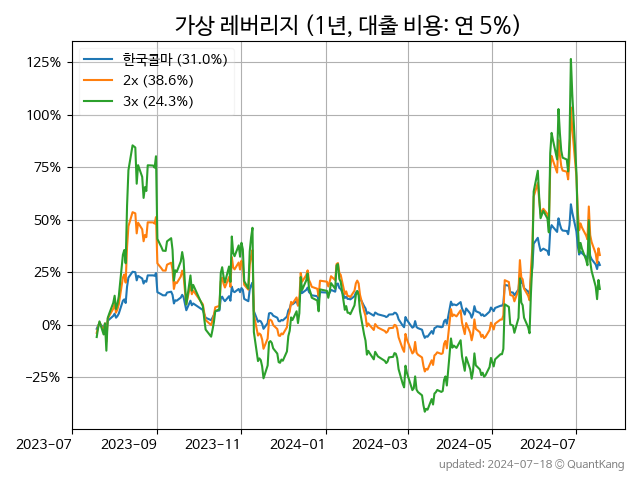 가상 레버리지 (1년, 대출 비용: 연 5%)
한국콜마 (31.0%)
2x (38.6%)
3x (24.3%)
125%
100%
75%
50%
25%
0%
−25%
2023-07 2023-09 2023-11 2024-01 2024-03 2024-05 2024-07
updated: 2024-07-18 © QuantKang